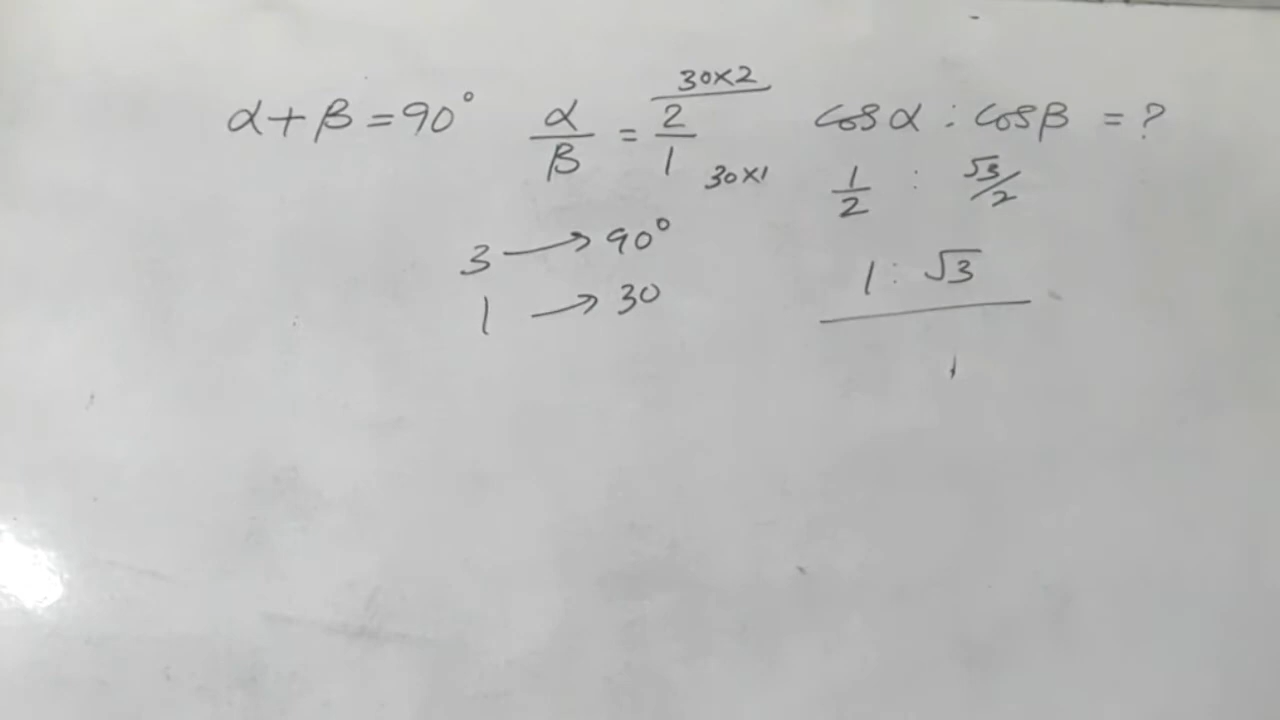 α+β=90° α/β = 2/1 30×2 30×1 cosα : cosβ = ?
1/2 : √3/2
3 → 90°
1 : √3
1 → 30